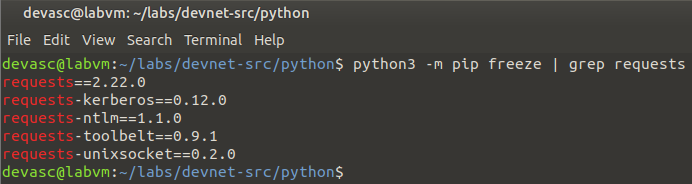 devasc@labvm: ~/labs/devnet-src/python
File Edit View Search Terminal Help
devasc@labvm:~/labs/devnet-src/python$ python3 -m pip freeze | grep requests
requests==2.22.0
requests-kerberos==0.12.0
requests-ntlm==1.1.0
requests-toolbelt==0.9.1
requests-unixsocket==0.2.0
devasc@labvm:~/labs/devnet-src/python$